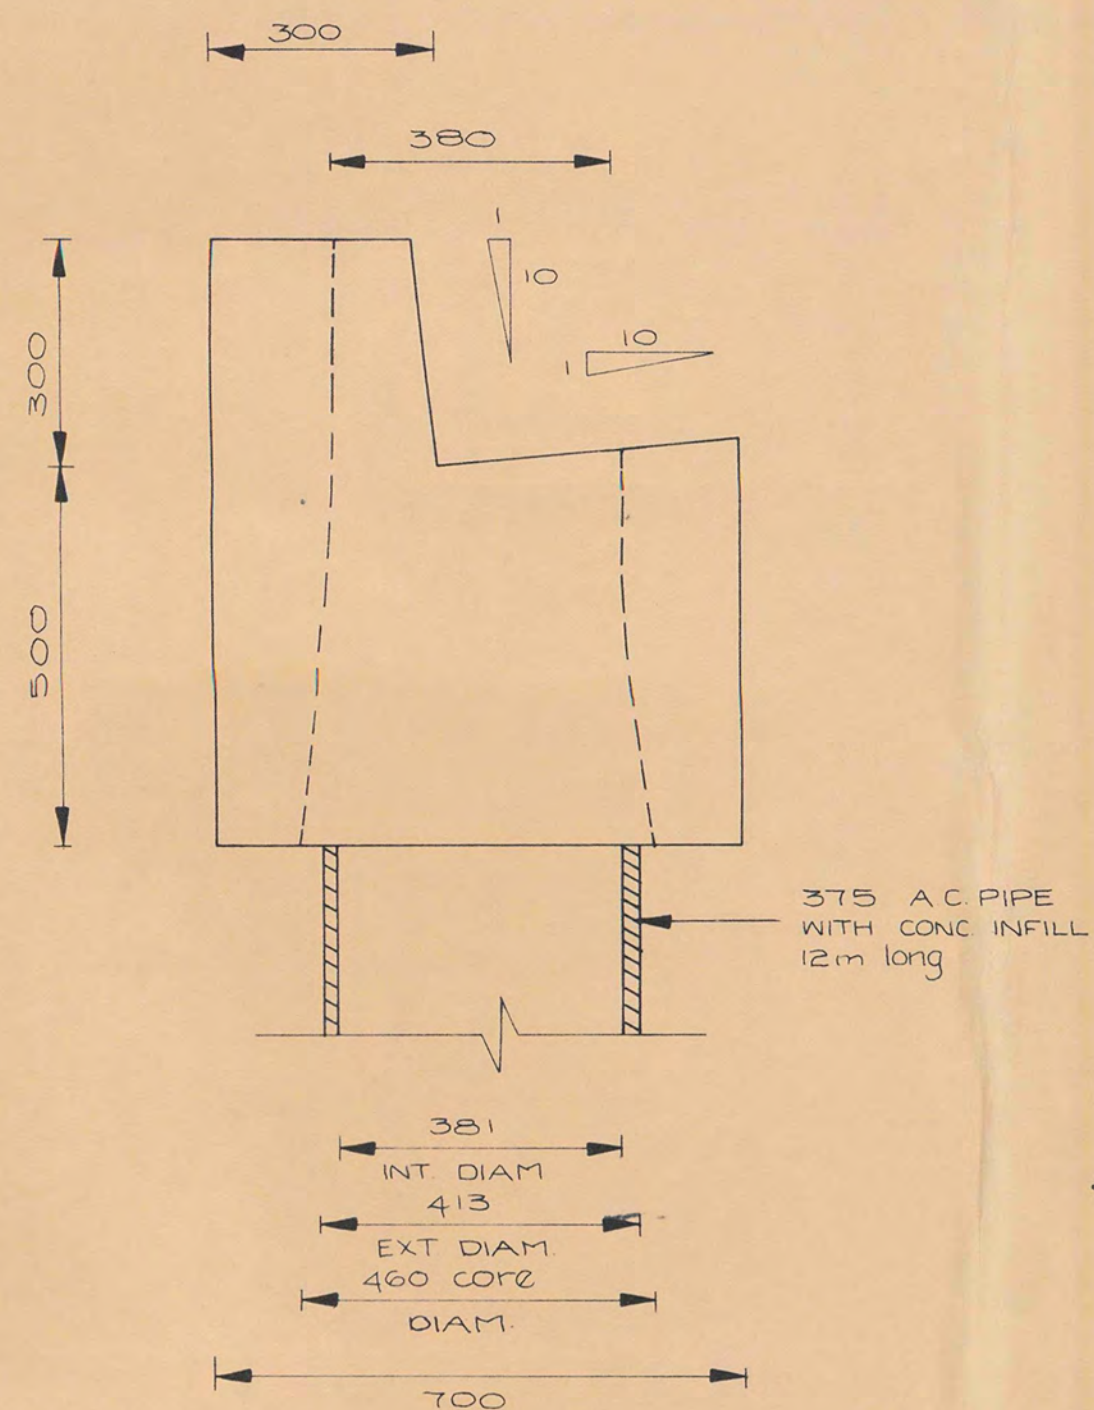 300
380
1
10
10
1
300
500
375 A.C. PIPE
WITH CONC. INFILL
12m long
381
INT. DIAM
413
EXT DIAM.
460 core
DIAM.
700